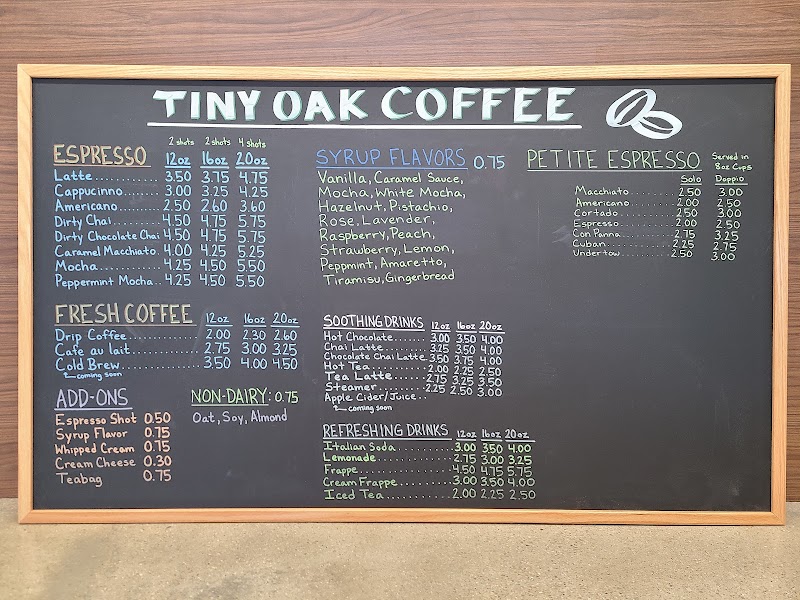 TINY OAK COFFEE
2 shots 2 shots 4 shots
ESPRESSO 12oz 16oz 20oz
Latte............ 3.50 3.75 4.75
Cappucinno........ 3.00 3.25 4.25
Americano......... 2.50 2.60 3.60
Dirty Chai........ 4.50 4.75 5.75
Dirty Chocolate Chai 4.50 4.75 5.75
Caramel Macchiato. 4.00 4.25 5.25
Mocha............. 4.25 4.50 5.50
Peppermint Mocha.. 4.25 4.50 5.50
FRESH COFFEE 12oz 16oz 20oz
Drip Coffee............ 2.00 2.30 2.60
Cafe au lait........... 2.75 3.00 3.25
Cold Brew.............. 3.50 4.00 4.50
coming soon
ADD-ONS
Espresso Shot 0.50
Syrup Flavor 0.75
Whipped Cream 0.75
Cream Cheese 0.30
Teabag 0.75
NON-DAIRY: 0.75
Oat, Soy, Almond
SYRUP FLAVORS 0.75
Vanilla, Caramel Sauce,
Mocha, White Mocha,
Hazelnut, Pistachio,
Rose, Lavender,
Raspberry, Peach,
Strawberry, Lemon,
Peppmint, Amaretto,
Tiramisu, Gingerbread
SOOTHING DRINKS 12oz 16oz 20oz
Hot Chocolate........ 3.00 3.50 4.00
Chai Latte........... 3.25 3.50 4.00
Chocolate Chai Latte 3.50 3.75 4.00
Hot Tea............. 2.00 2.25 2.50
Tea Latte.......... 2.75 3.25 3.50
Steamer............ 2.25 2.50 3.00
Apple Cider/Juice..
coming soon
REFRESHING DRINKS 12oz 16oz 20oz
Italian Soda........... 3.00 3.50 4.00
Lemonade............... 2.75 3.00 3.25
Frappe................. 4.50 4.75 5.75
Cream Frappe........... 3.00 3.50 4.00
Iced Tea............... 2.00 2.25 2.50
PETITE ESPRESSO Served in 8oz Cups
Solo Doppio
Macchiato.......... 2.50 3.00
Americano.......... 2.00 2.50
Cortado............ 2.50 3.00
Espresso........... 2.00 2.50
Con Panna.......... 2.75 3.25
Cuban.............. 2.25 2.75
Undertow........... 2.50 3.00